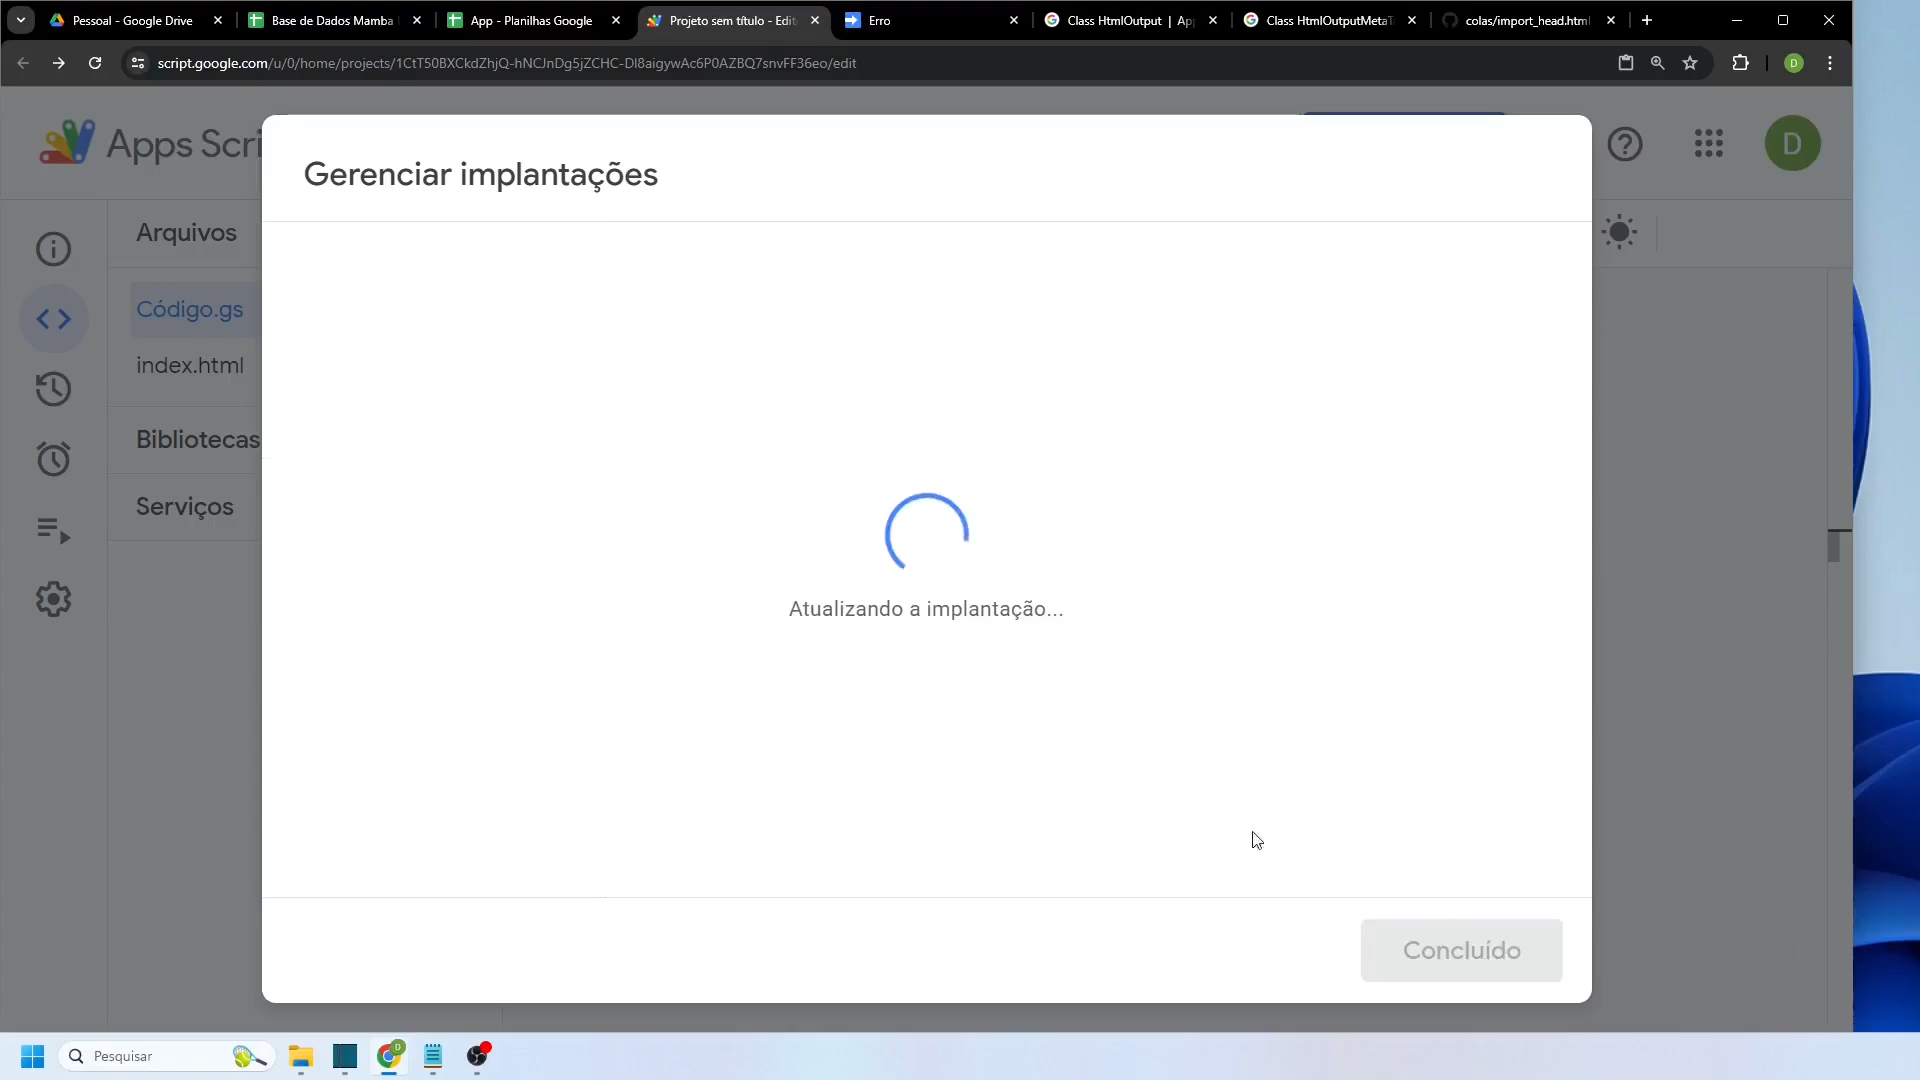 Pessoal - Google Drive
Base de Dados Mamba
App - Planilhas Google
Projeto sem título - Edit
Erro
Class HtmlOutput | Ap
Class HtmlOutputMetaT
colas/import_head.html
script.google.com/u/0/home/projects/1CtT50BXCkdZhjQ-hNCJnDg5jZCHC-DI8aigywAc6P0AZBQ7snvFF36eo/edit
D
Apps Scri
D
Gerenciar implantações
Arquivos
Código.gs
index.html
Bibliotecas
Serviços
Atualizando a implantação...
Concluído
Pesquisar
D